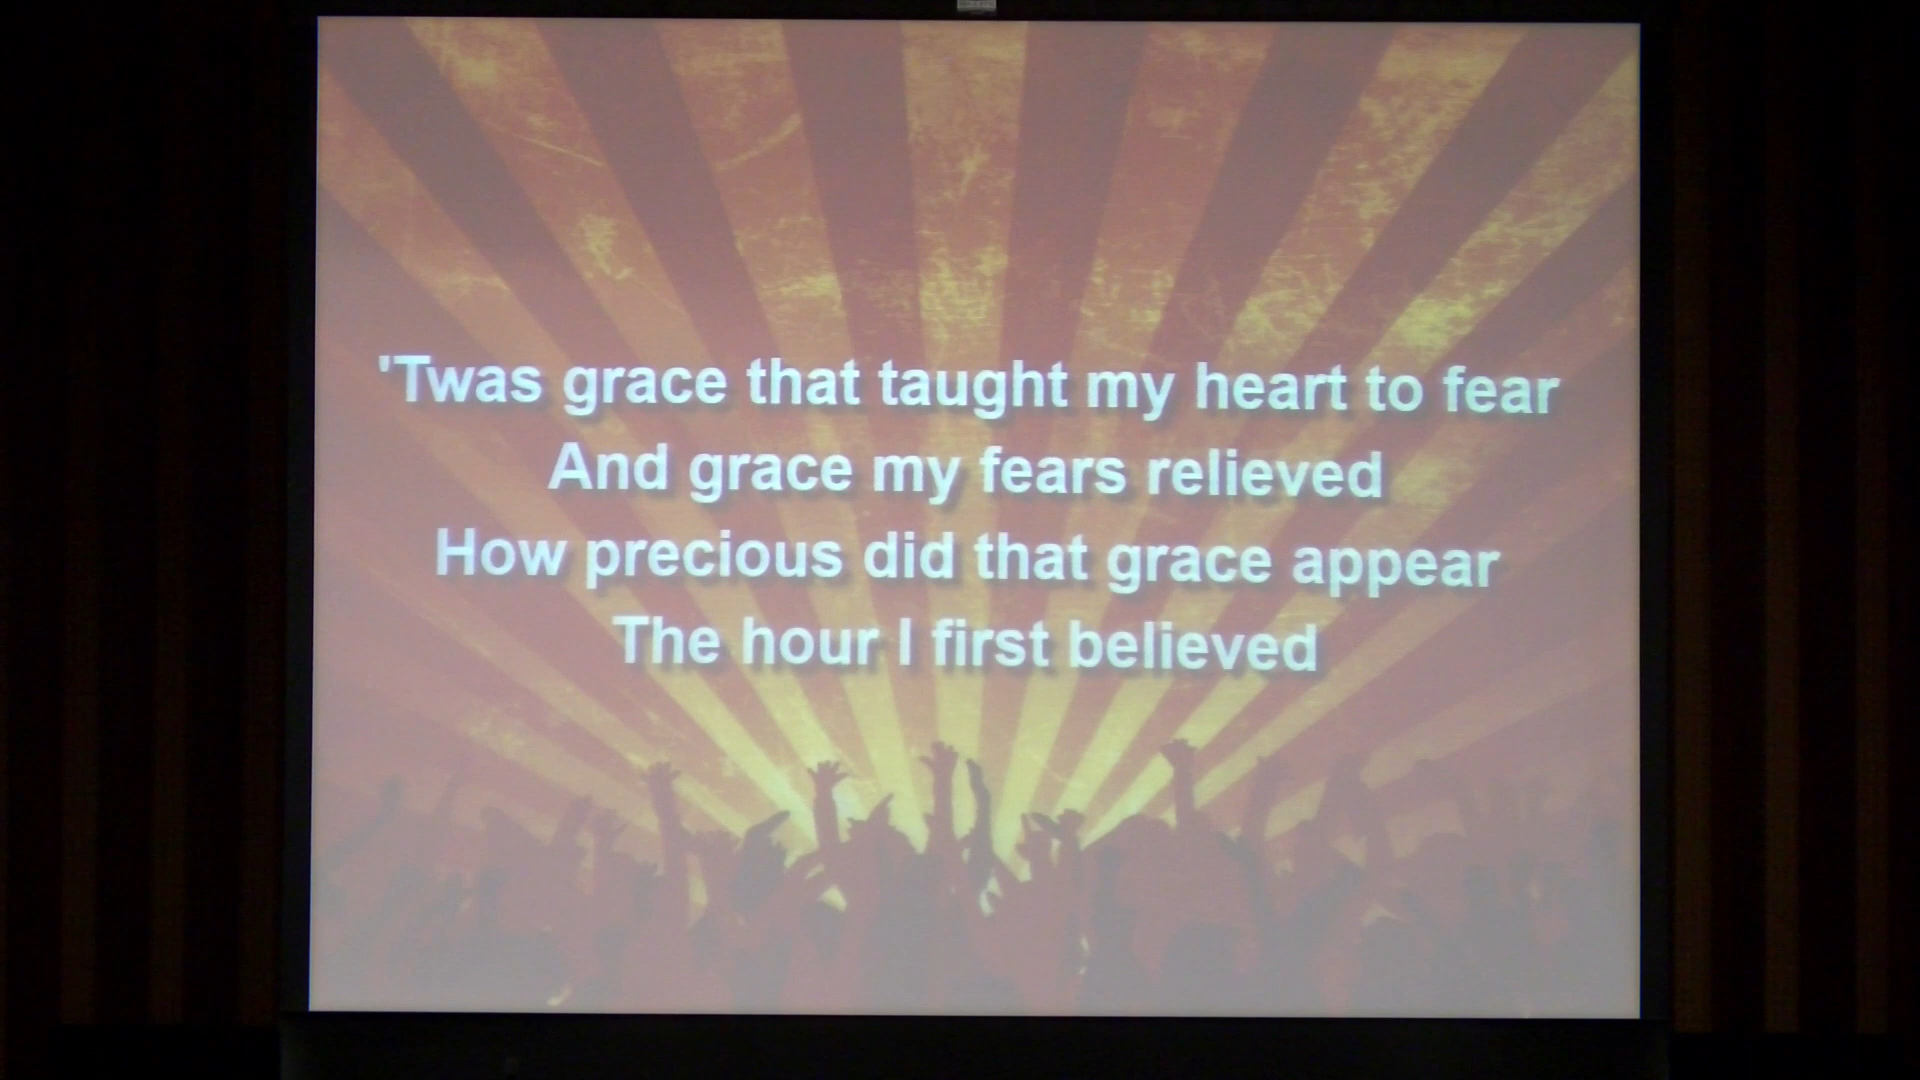 'Twas grace that taught my heart to fear
And grace my fears relieved
How precious did that grace appear
The hour I first believed